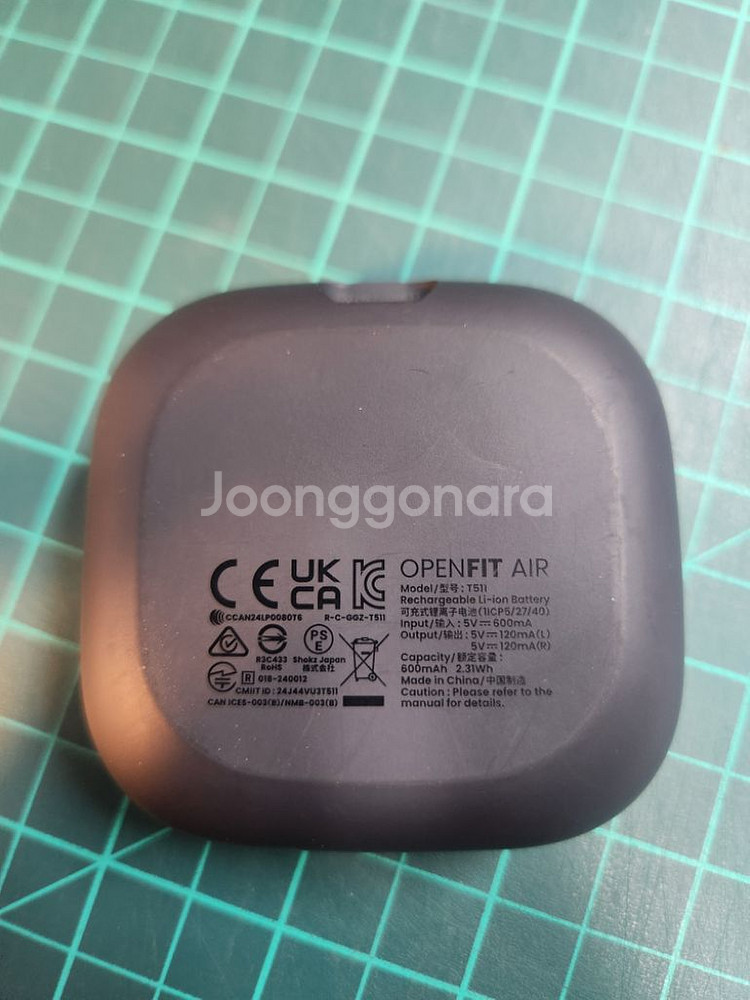 Joonggonara
CE UK CA
OPENFIT AIR
Model/型号 : T511
Rechargeable Li-ion Battery
可充式锂离子电池 (1ICP5/27/40)
Input/输入 : 5V⎓600mA
Output/输出 : 5V⎓120mA(L)
5V⎓120mA(R)
Capacity/额定容量 :
600mAh 2.31Wh
Made in China/中国制造
Caution : Please refer to the
manual for details.
CCAN24LP0080T6 R-C-GGZ-T511
R3C433
RoHS
PS
E
Shokz Japan
株式会社
R 018-240012
CMIIT ID : 24J44VU3T511
CAN ICES-003(B)/NMB-003(B)